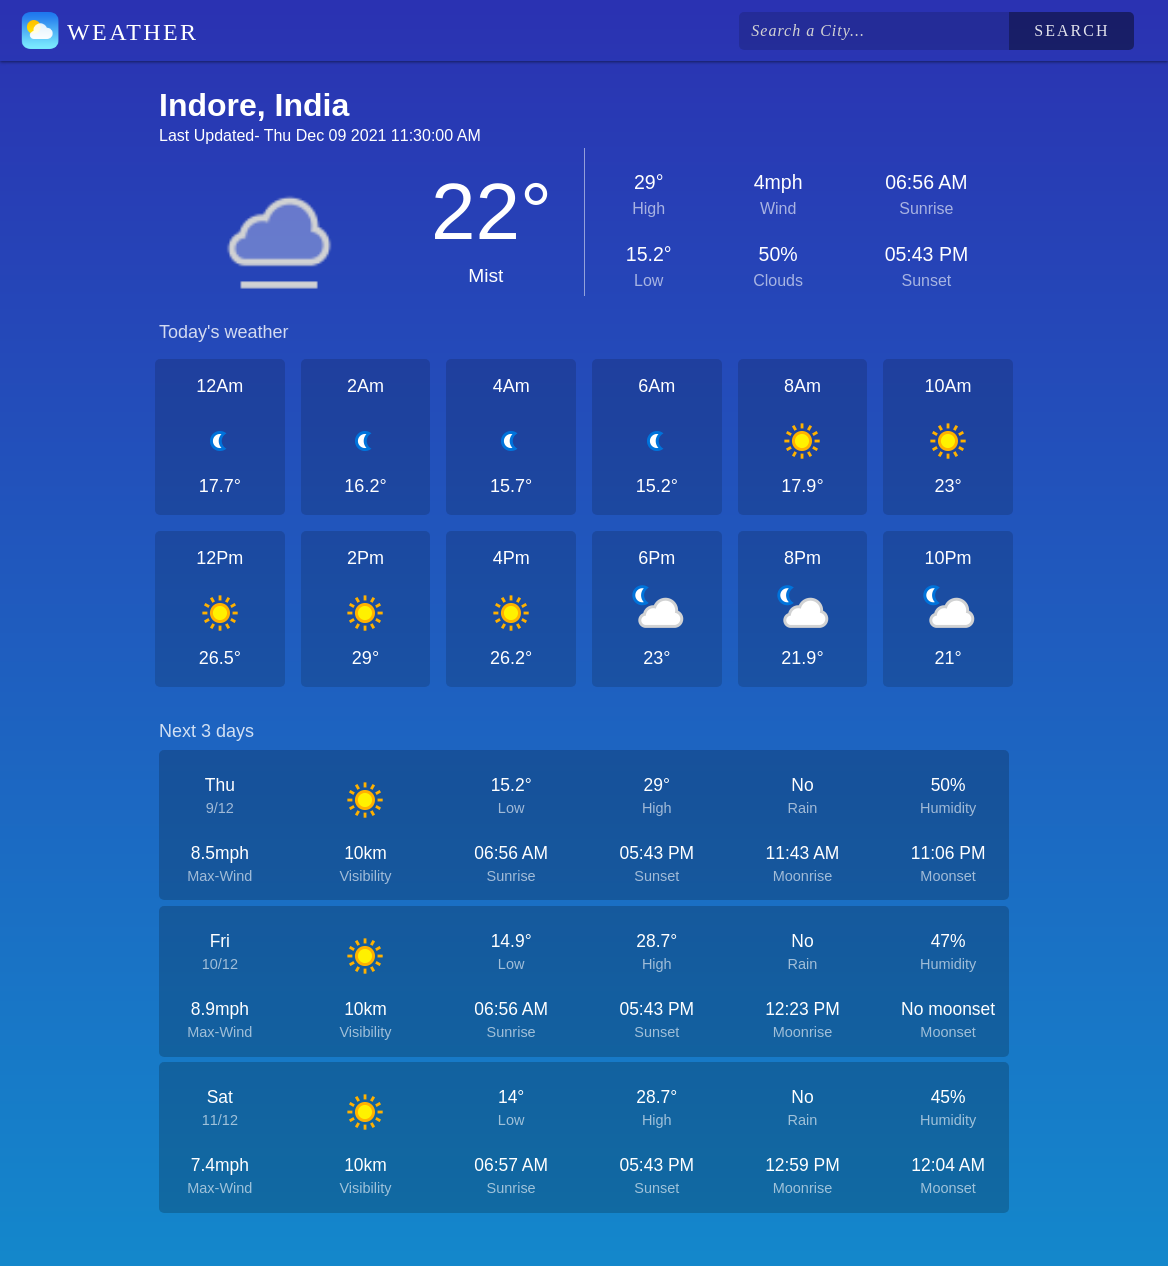 WEATHER
Search a City...
SEARCH
Indore, India
Last Updated- Thu Dec 09 2021 11:30:00 AM
22°
Mist
29° 4mph 06:56 AM
High Wind Sunrise
15.2° 50% 05:43 PM
Low Clouds Sunset
Today's weather
12Am 2Am 4Am 6Am 8Am 10Am
17.7° 16.2° 15.7° 15.2° 17.9° 23°
12Pm 2Pm 4Pm 6Pm 8Pm 10Pm
26.5° 29° 26.2° 23° 21.9° 21°
Next 3 days
Thu 15.2° 29° No 50%
9/12 Low High Rain Humidity
8.5mph 10km 06:56 AM 05:43 PM 11:43 AM 11:06 PM
Max-Wind Visibility Sunrise Sunset Moonrise Moonset
Fri 14.9° 28.7° No 47%
10/12 Low High Rain Humidity
8.9mph 10km 06:56 AM 05:43 PM 12:23 PM No moonset
Max-Wind Visibility Sunrise Sunset Moonrise Moonset
Sat 14° 28.7° No 45%
11/12 Low High Rain Humidity
7.4mph 10km 06:57 AM 05:43 PM 12:59 PM 12:04 AM
Max-Wind Visibility Sunrise Sunset Moonrise Moonset